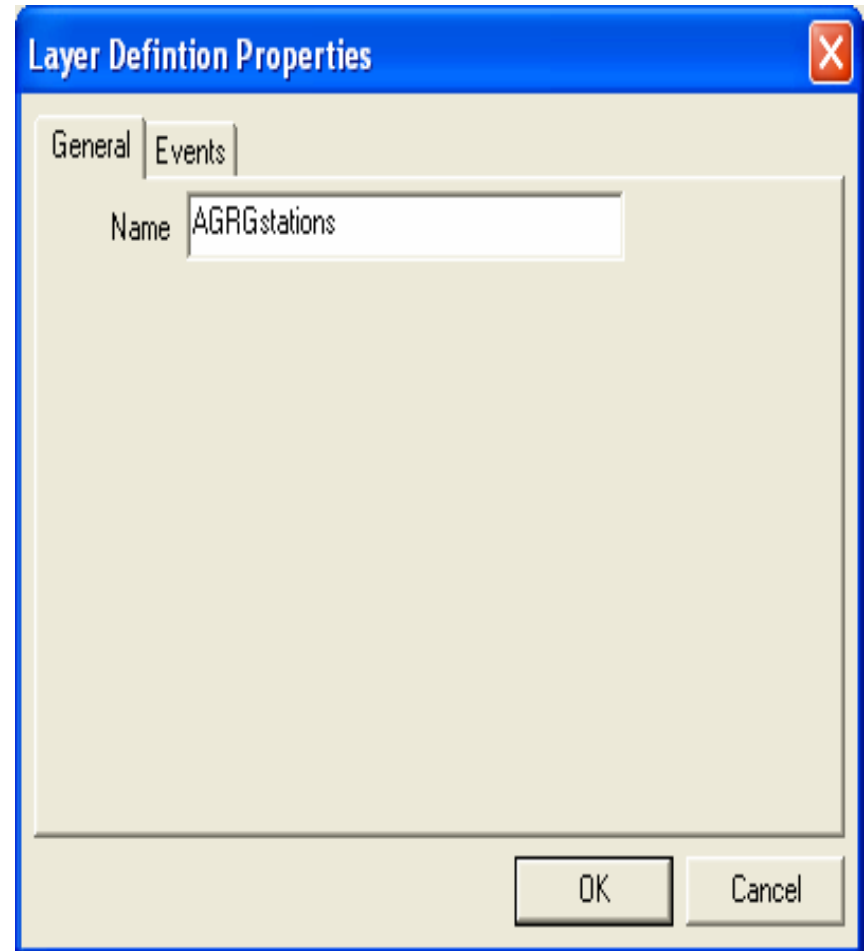 Layer Defintion Properties
General Events
Name AGRGstations
OK Cancel